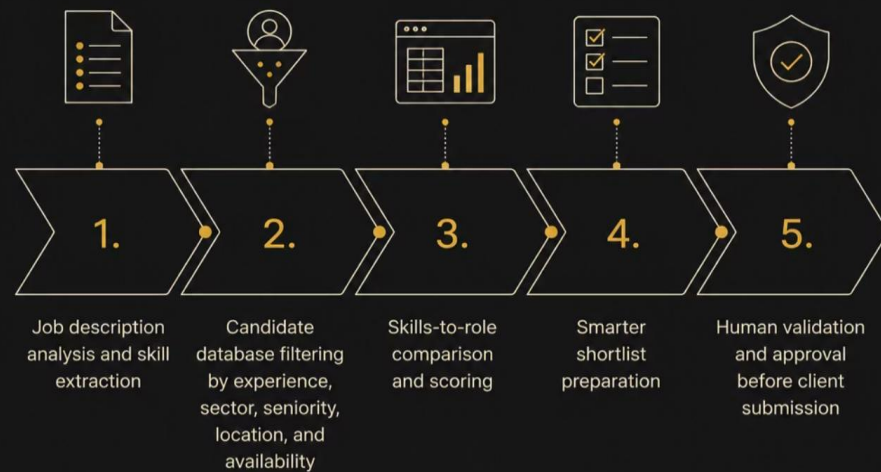 1.
2.
3.
4.
5.
Job description
analysis and skill
extraction
Candidate
database filtering
by experience,
sector, seniority,
location, and
availability
Skills-to-role
comparison
and scoring
Smarter
shortlist
preparation
Human validation
and approval
before client
submission